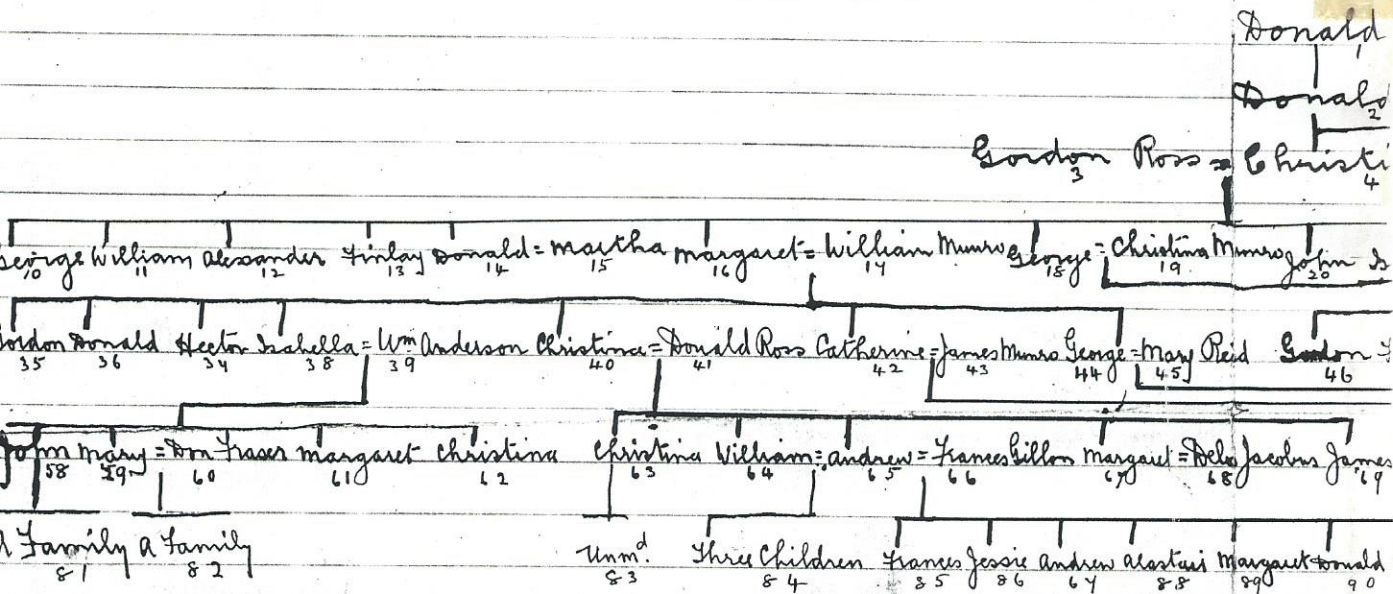 Donald
1
Donald
2
Gordon Ross = Christi
3 4
George William Alexander Finlay Donald = Martha Margaret = William Munro George = Christina Munro John Is
10 11 12 13 14 15 16 17 18 19 20
Gordon Donald Hector Isabella = Wm Anderson Christina = Donald Ross Catherine = James Munro George = Mary Reid Gordon
35 36 37 38 39 40 41 42 43 44 45 46
John Mary = Don Fraser Margaret Christina Christina William = Andrew = Frances Gillon Margaret = Jacobus James
58 59 60 61 62 63 64 65 66 67 68 69
A Family A Family Unmd. Three Children Frances Jessie Andrew Alastair Margaret Donald
81 82 83 84 85 86 87 88 89 90